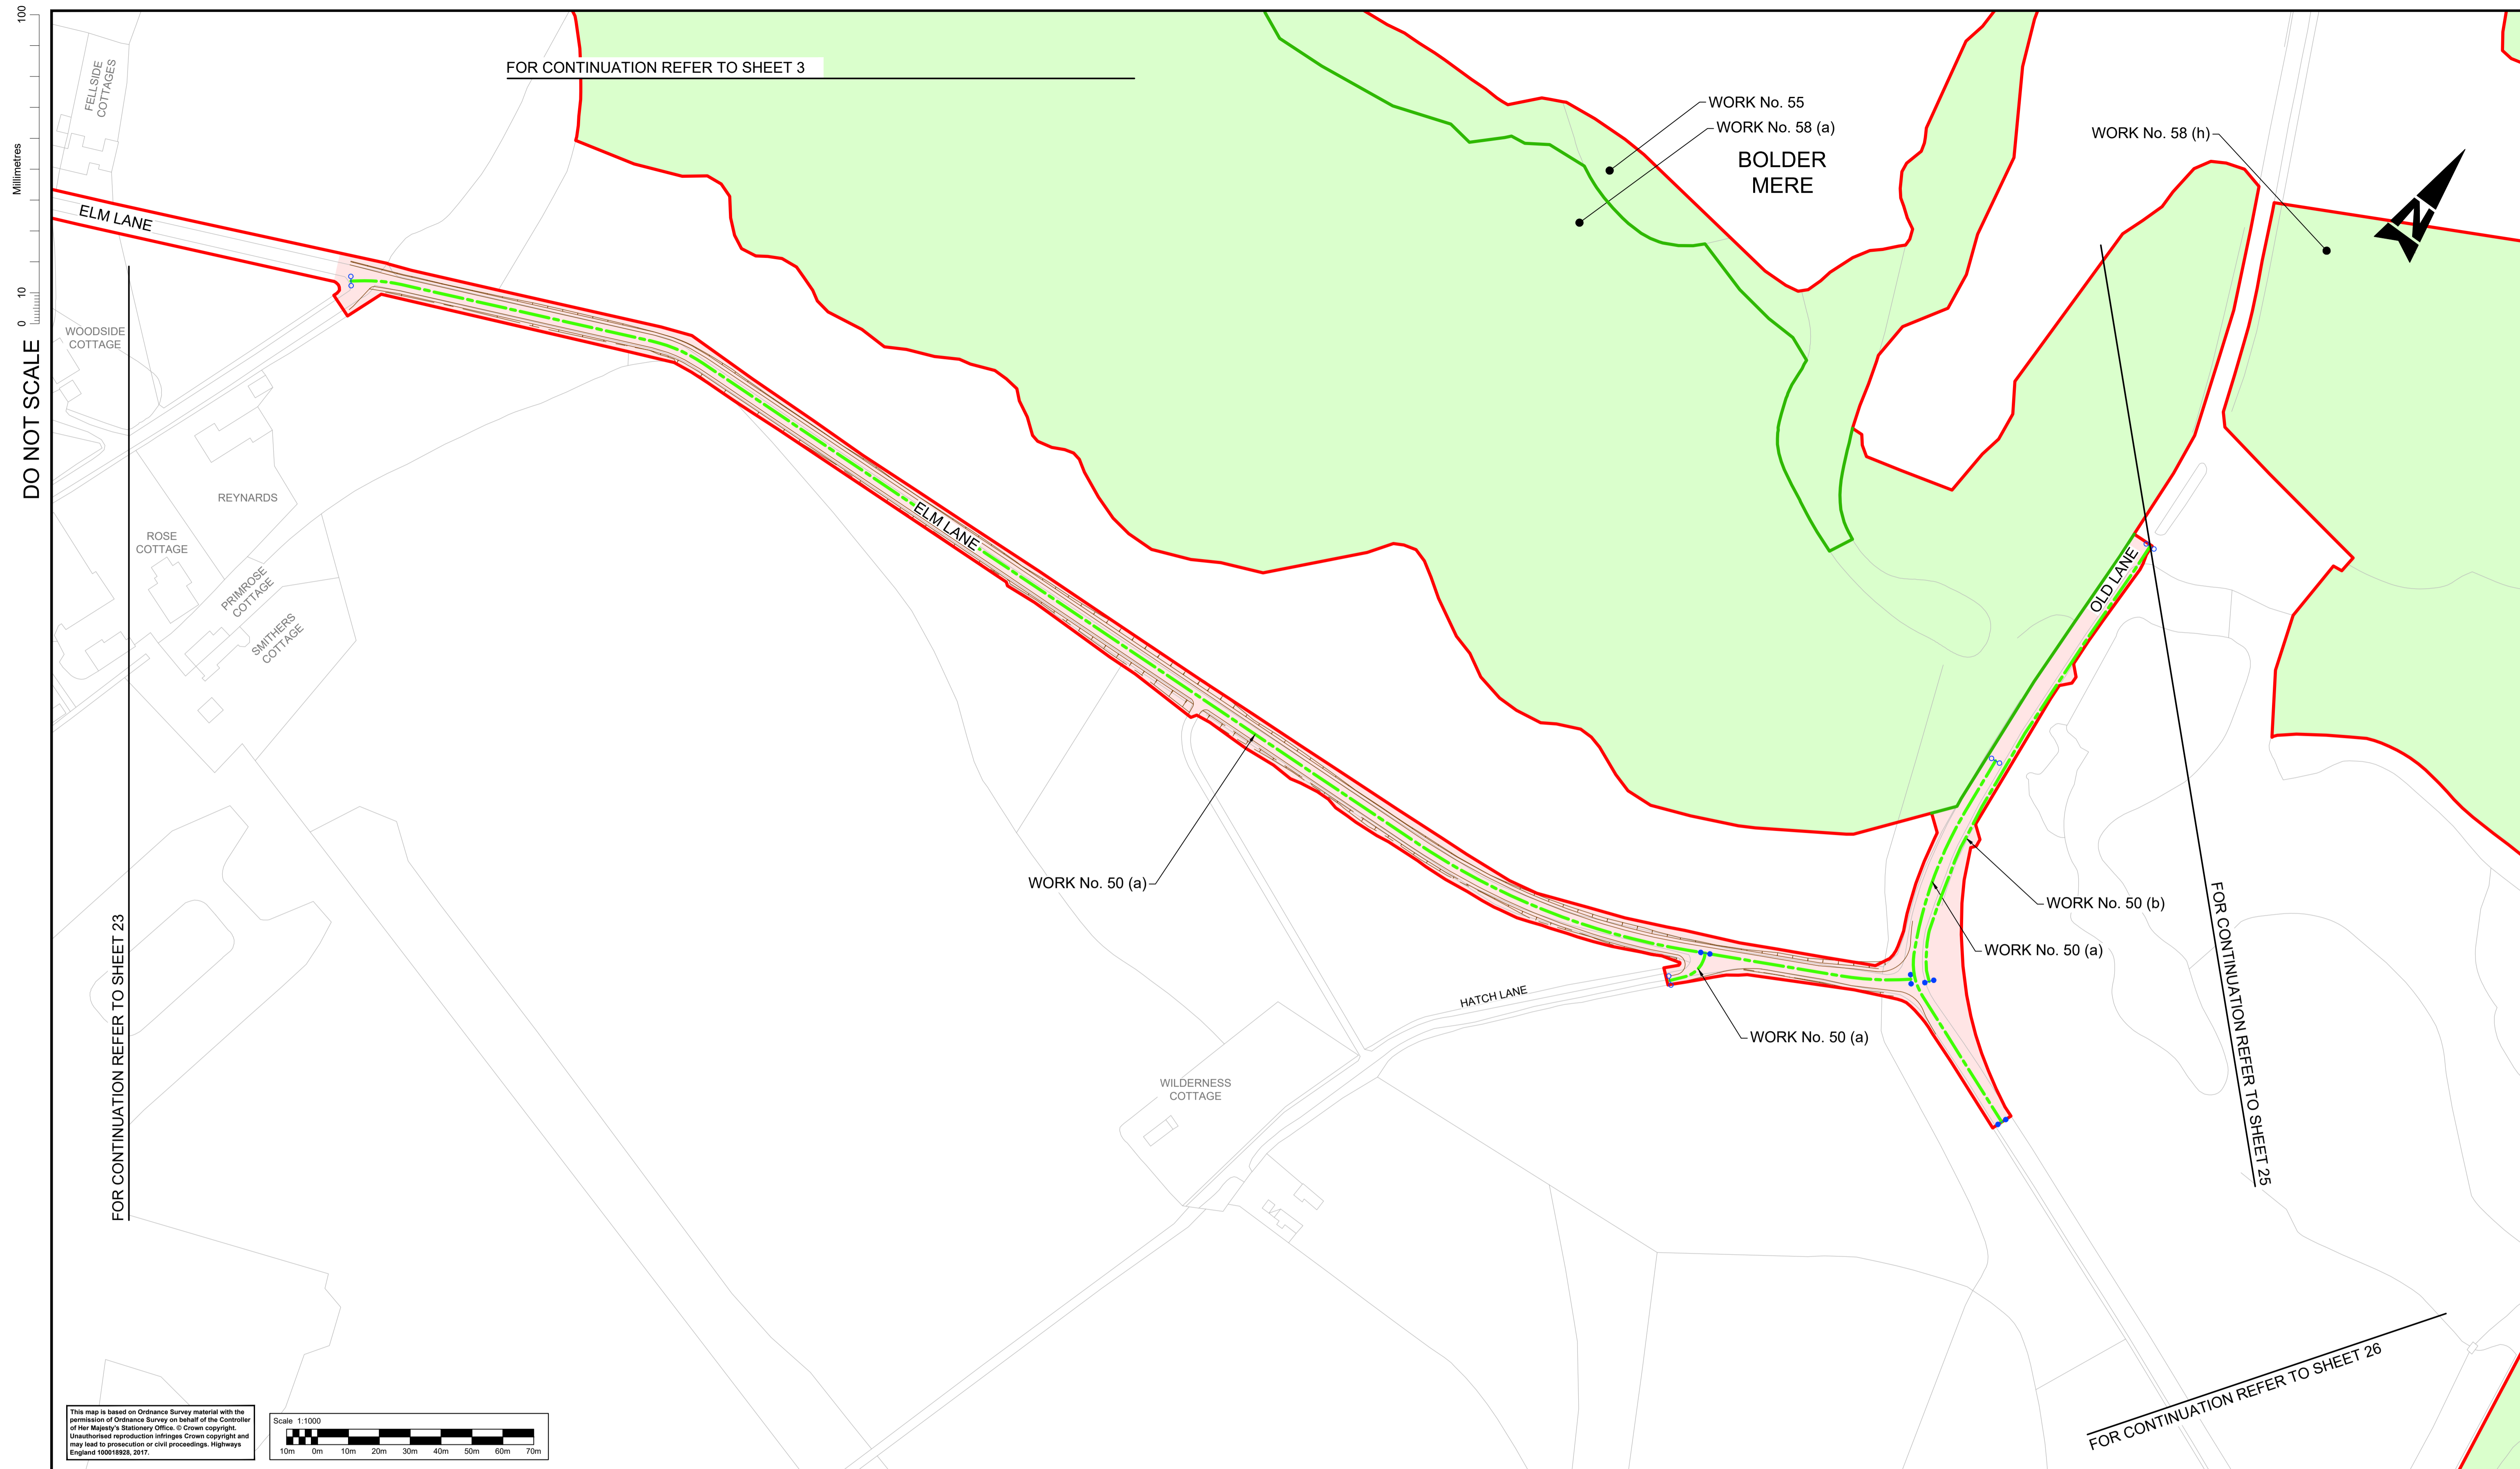 100
Millimetres
10
0
DO NOT SCALE
FOR CONTINUATION REFER TO SHEET 3
FELLSIDE
COTTAGES
WORK No. 55
WORK No. 58 (a)
BOLDER
MERE
WORK No. 58 (h)
N
ELM LANE
WOODSIDE
COTTAGE
REYNARDS
ROSE
COTTAGE
PRIMROSE
COTTAGE
SMITHERS
COTTAGE
ELM LANE
OLD LANE
WORK No. 50 (a)
WORK No. 50 (b)
WORK No. 50 (a)
HATCH LANE
WORK No. 50 (a)
WILDERNESS
COTTAGE
FOR CONTINUATION REFER TO SHEET 23
FOR CONTINUATION REFER TO SHEET 25
FOR CONTINUATION REFER TO SHEET 26
This map is based on Ordnance Survey material with the
permission of Ordnance Survey on behalf of the Controller
of Her Majesty's Stationery Office. © Crown copyright.
Unauthorised reproduction infringes Crown copyright and
may lead to prosecution or civil proceedings. Highways
England 100018928, 2017.
Scale 1:1000
10m 0m 10m 20m 30m 40m 50m 60m 70m